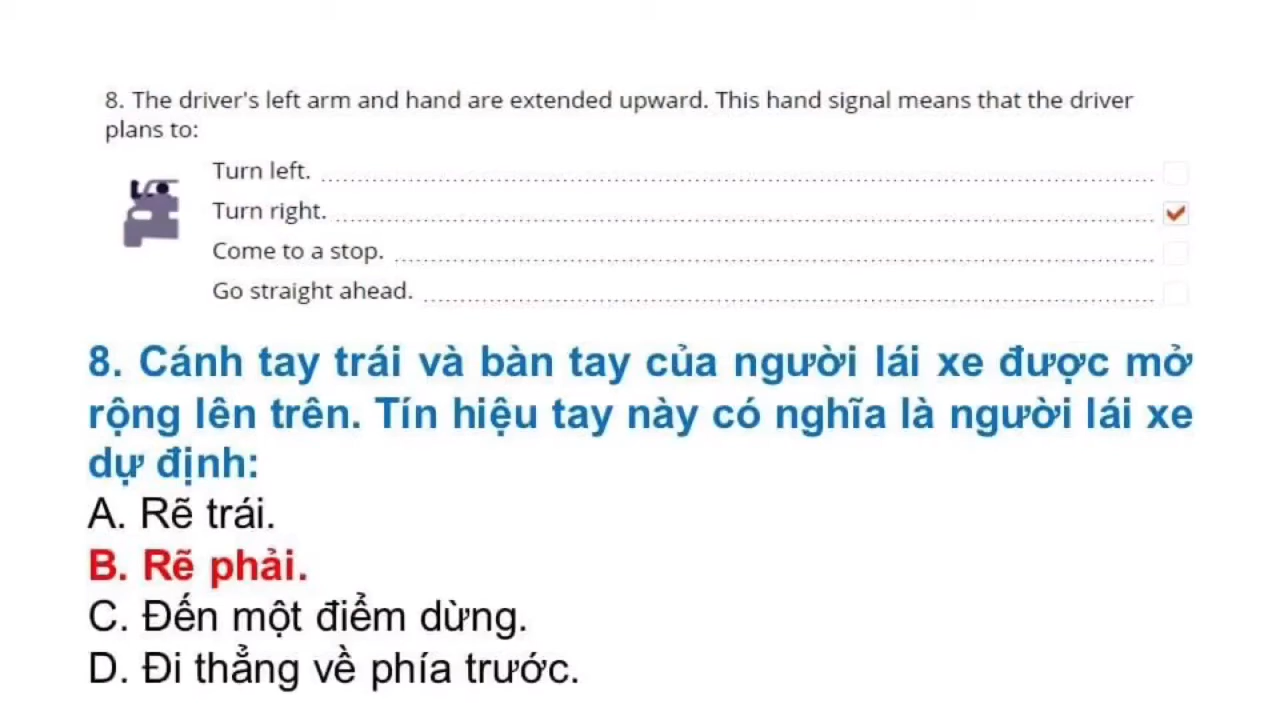 8. The driver's left arm and hand are extended upward. This hand signal means that the driver
plans to:
Turn left.
Turn right.
Come to a stop.
Go straight ahead.
8. Cánh tay trái và bàn tay của người lái xe được mở
rộng lên trên. Tín hiệu tay này có nghĩa là người lái xe
dự định:
A. Rẽ trái.
B. Rẽ phải.
C. Đến một điểm dừng.
D. Đi thẳng về phía trước.